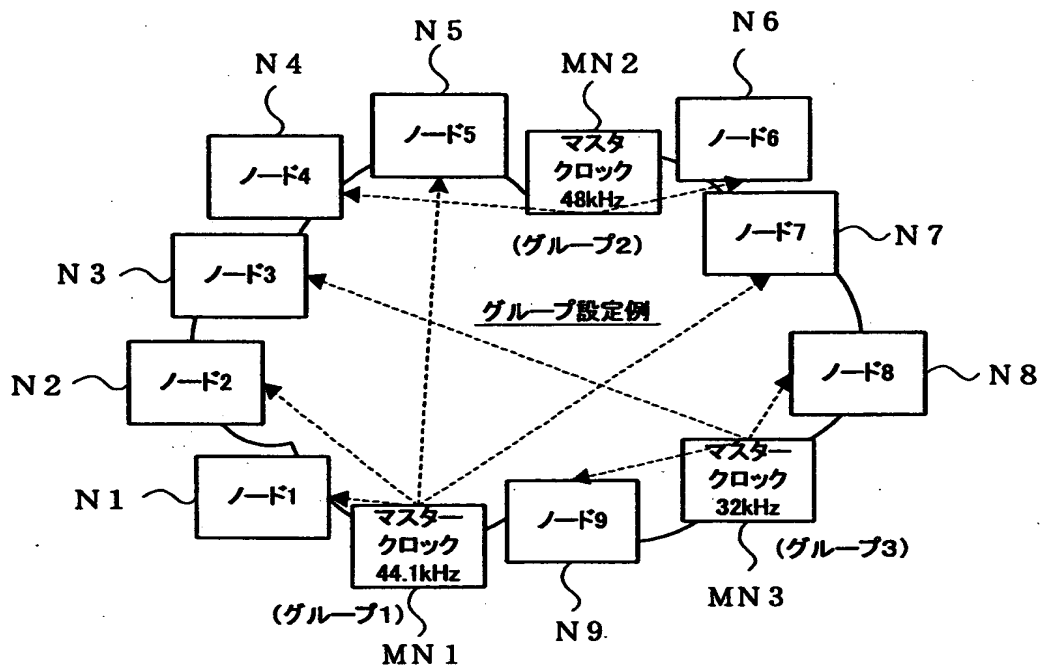 N5
N6
N4
MN2
ノード5
ノード6
マスタ
クロック
48kHz
ノード4
ノード7
N7
(グループ2)
N3
ノード3
グループ設定例
N2
ノード2
ノード8
N8
マスター
クロック
32kHz
N1
ノード1
ノード9
マスター
クロック
44.1kHz
(グループ3)
MN3
(グループ1)
N9
MN1